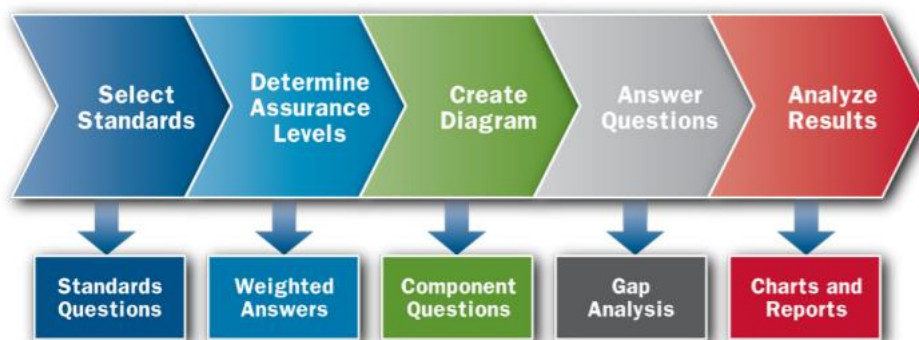 Select
Standards
Determine
Assurance
Levels
Create
Diagram
Answer
Questions
Analyze
Results
Standards
Questions
Weighted
Answers
Component
Questions
Gap
Analysis
Charts and
Reports